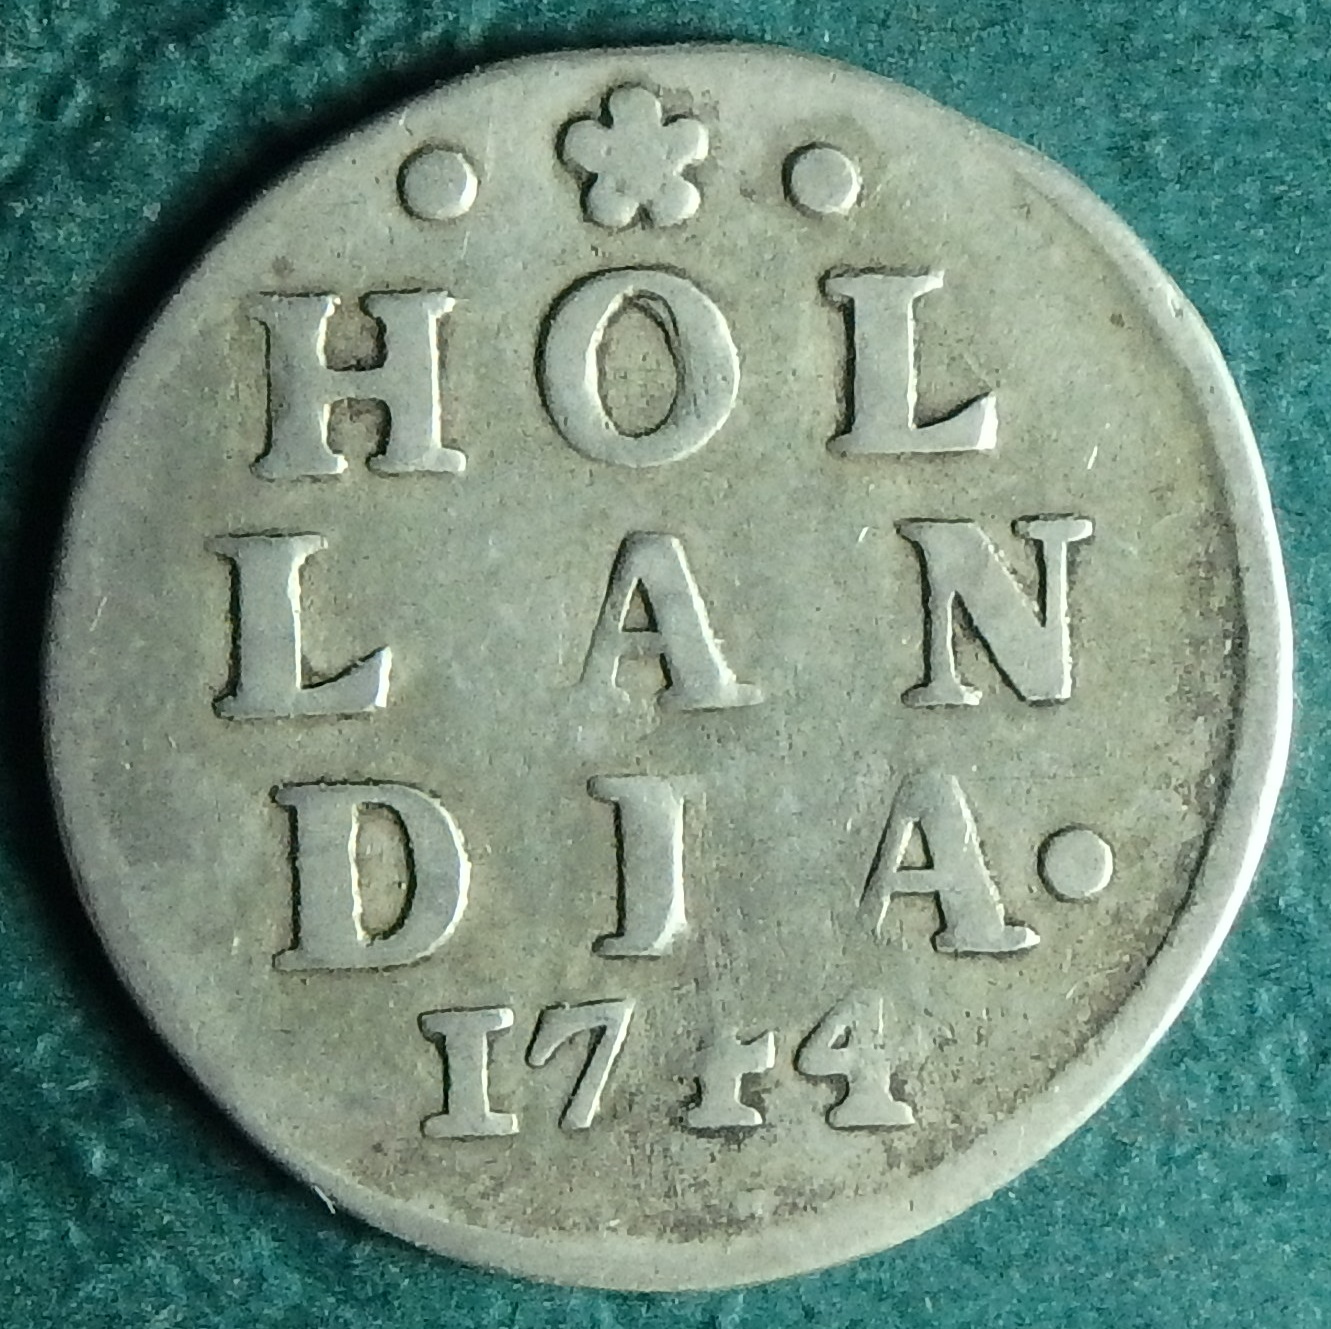 · ✿ ·
HOL
LAN
DIA·
1744